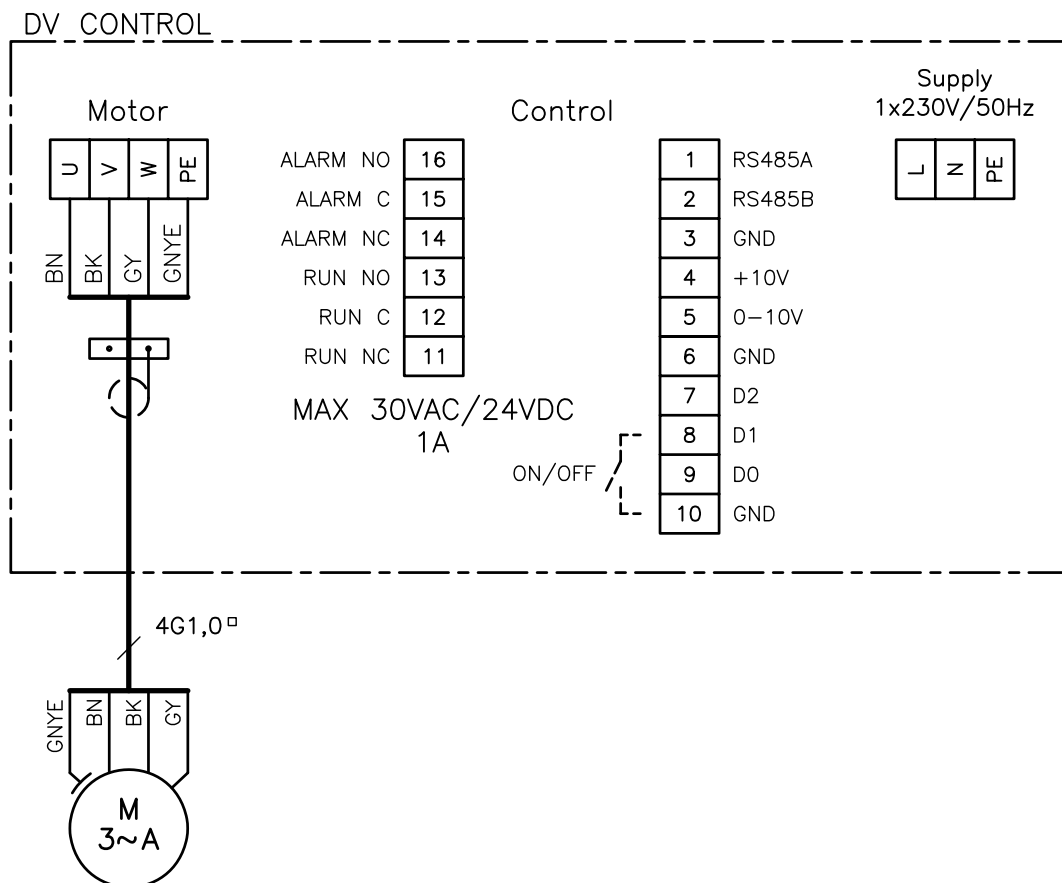 DV CONTROL
Motor
Control
Supply
1x230V/50Hz
U V W PE
BN BK GY GNYE
ALARM NO 16
ALARM C 15
ALARM NC 14
RUN NO 13
RUN C 12
RUN NC 11
MAX 30VAC/24VDC
1A
1 RS485A
2 RS485B
3 GND
4 +10V
5 0-10V
6 GND
7 D2
8 D1
9 D0
10 GND
ON/OFF
L N PE
4G1,0▫
GNYE BN BK GY
M
3~A